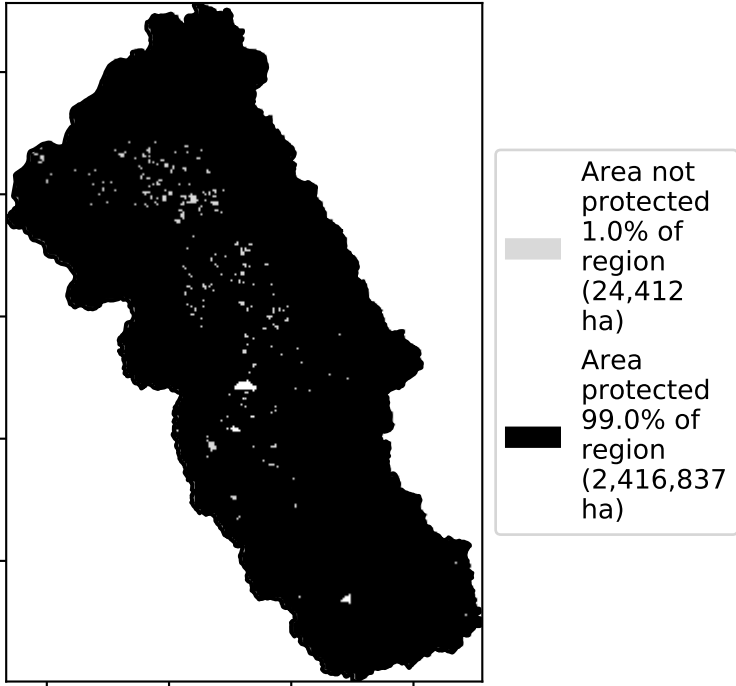 Area not
protected
1.0% of
region
(24,412
ha)
Area
protected
99.0% of
region
(2,416,837
ha)